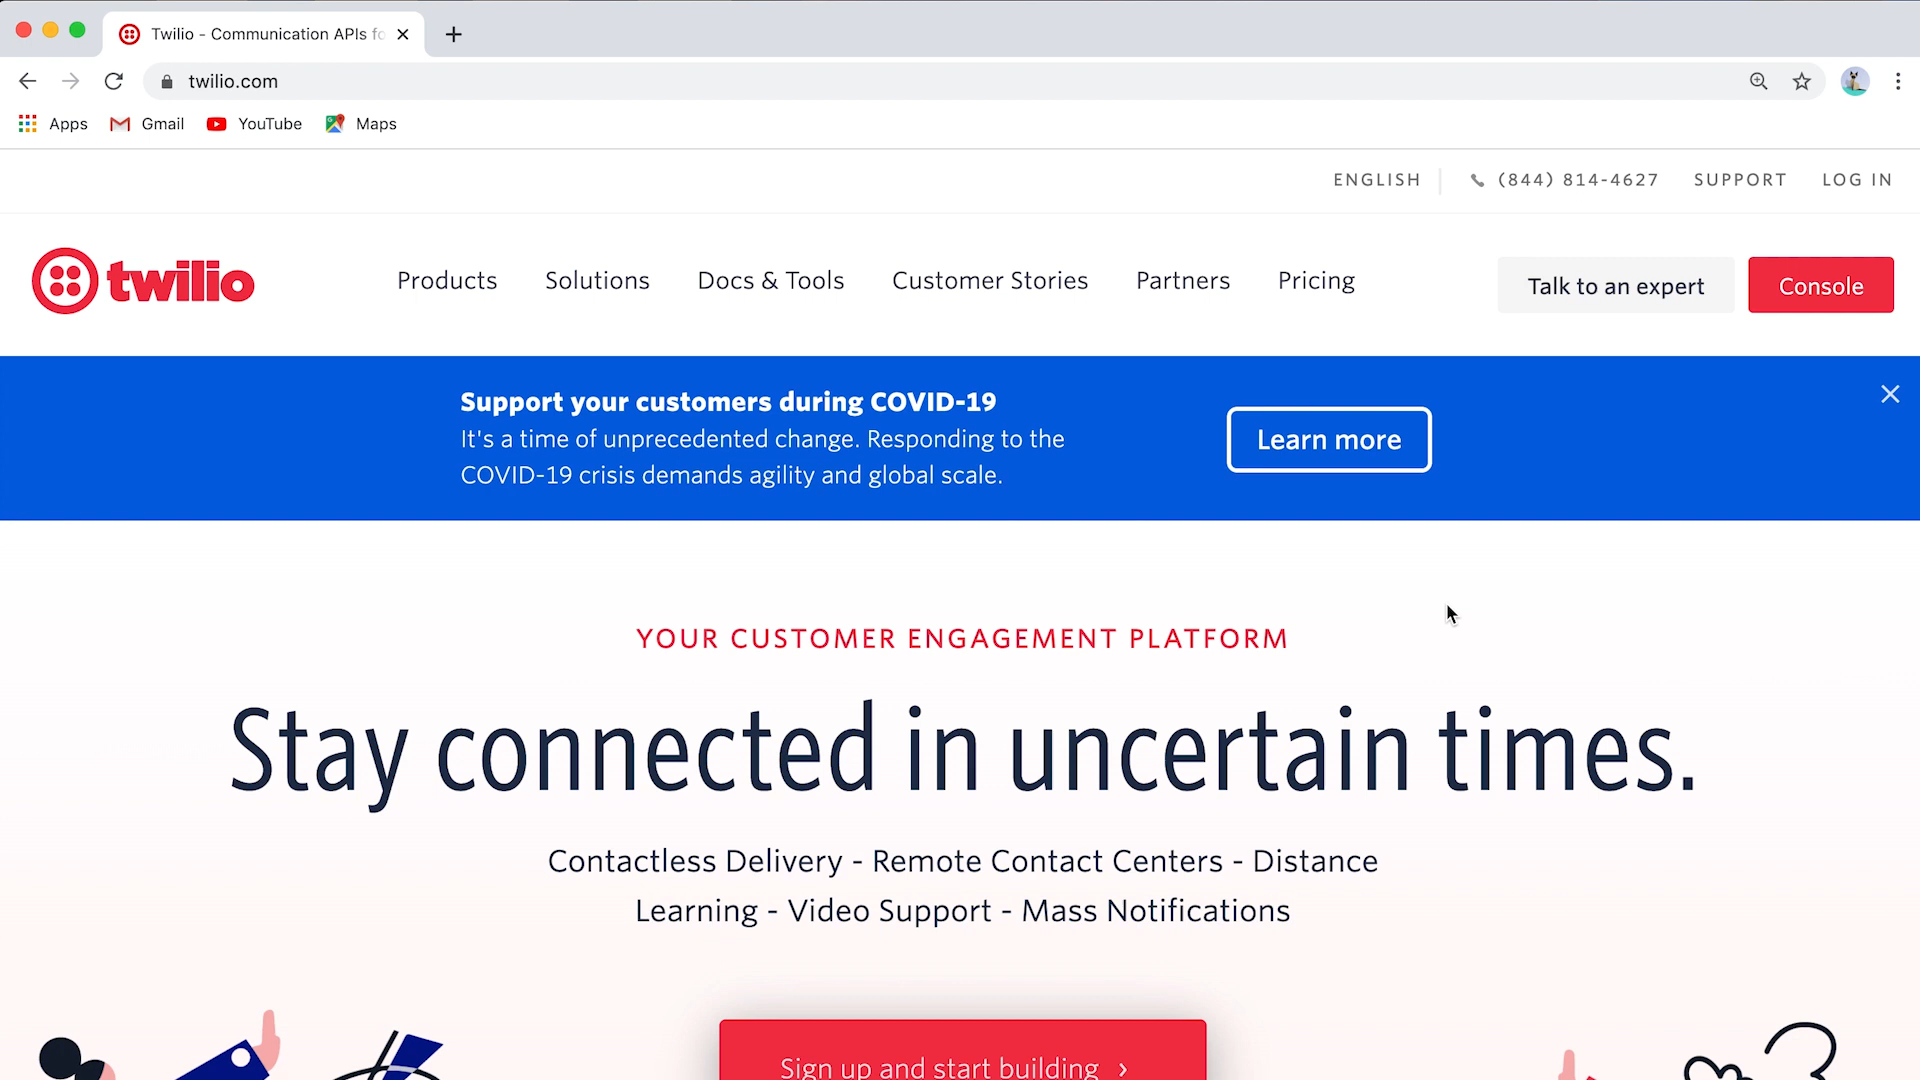 Twilio - Communication APIs fo
twilio.com
Apps Gmail YouTube Maps
ENGLISH (844) 814-4627 SUPPORT LOG IN
twilio Products Solutions Docs & Tools Customer Stories Partners Pricing Talk to an expert Console
Support your customers during COVID-19
It's a time of unprecedented change. Responding to the
COVID-19 crisis demands agility and global scale.
Learn more
YOUR CUSTOMER ENGAGEMENT PLATFORM
Stay connected in uncertain times.
Contactless Delivery - Remote Contact Centers - Distance
Learning - Video Support - Mass Notifications
Sign up and start building ›